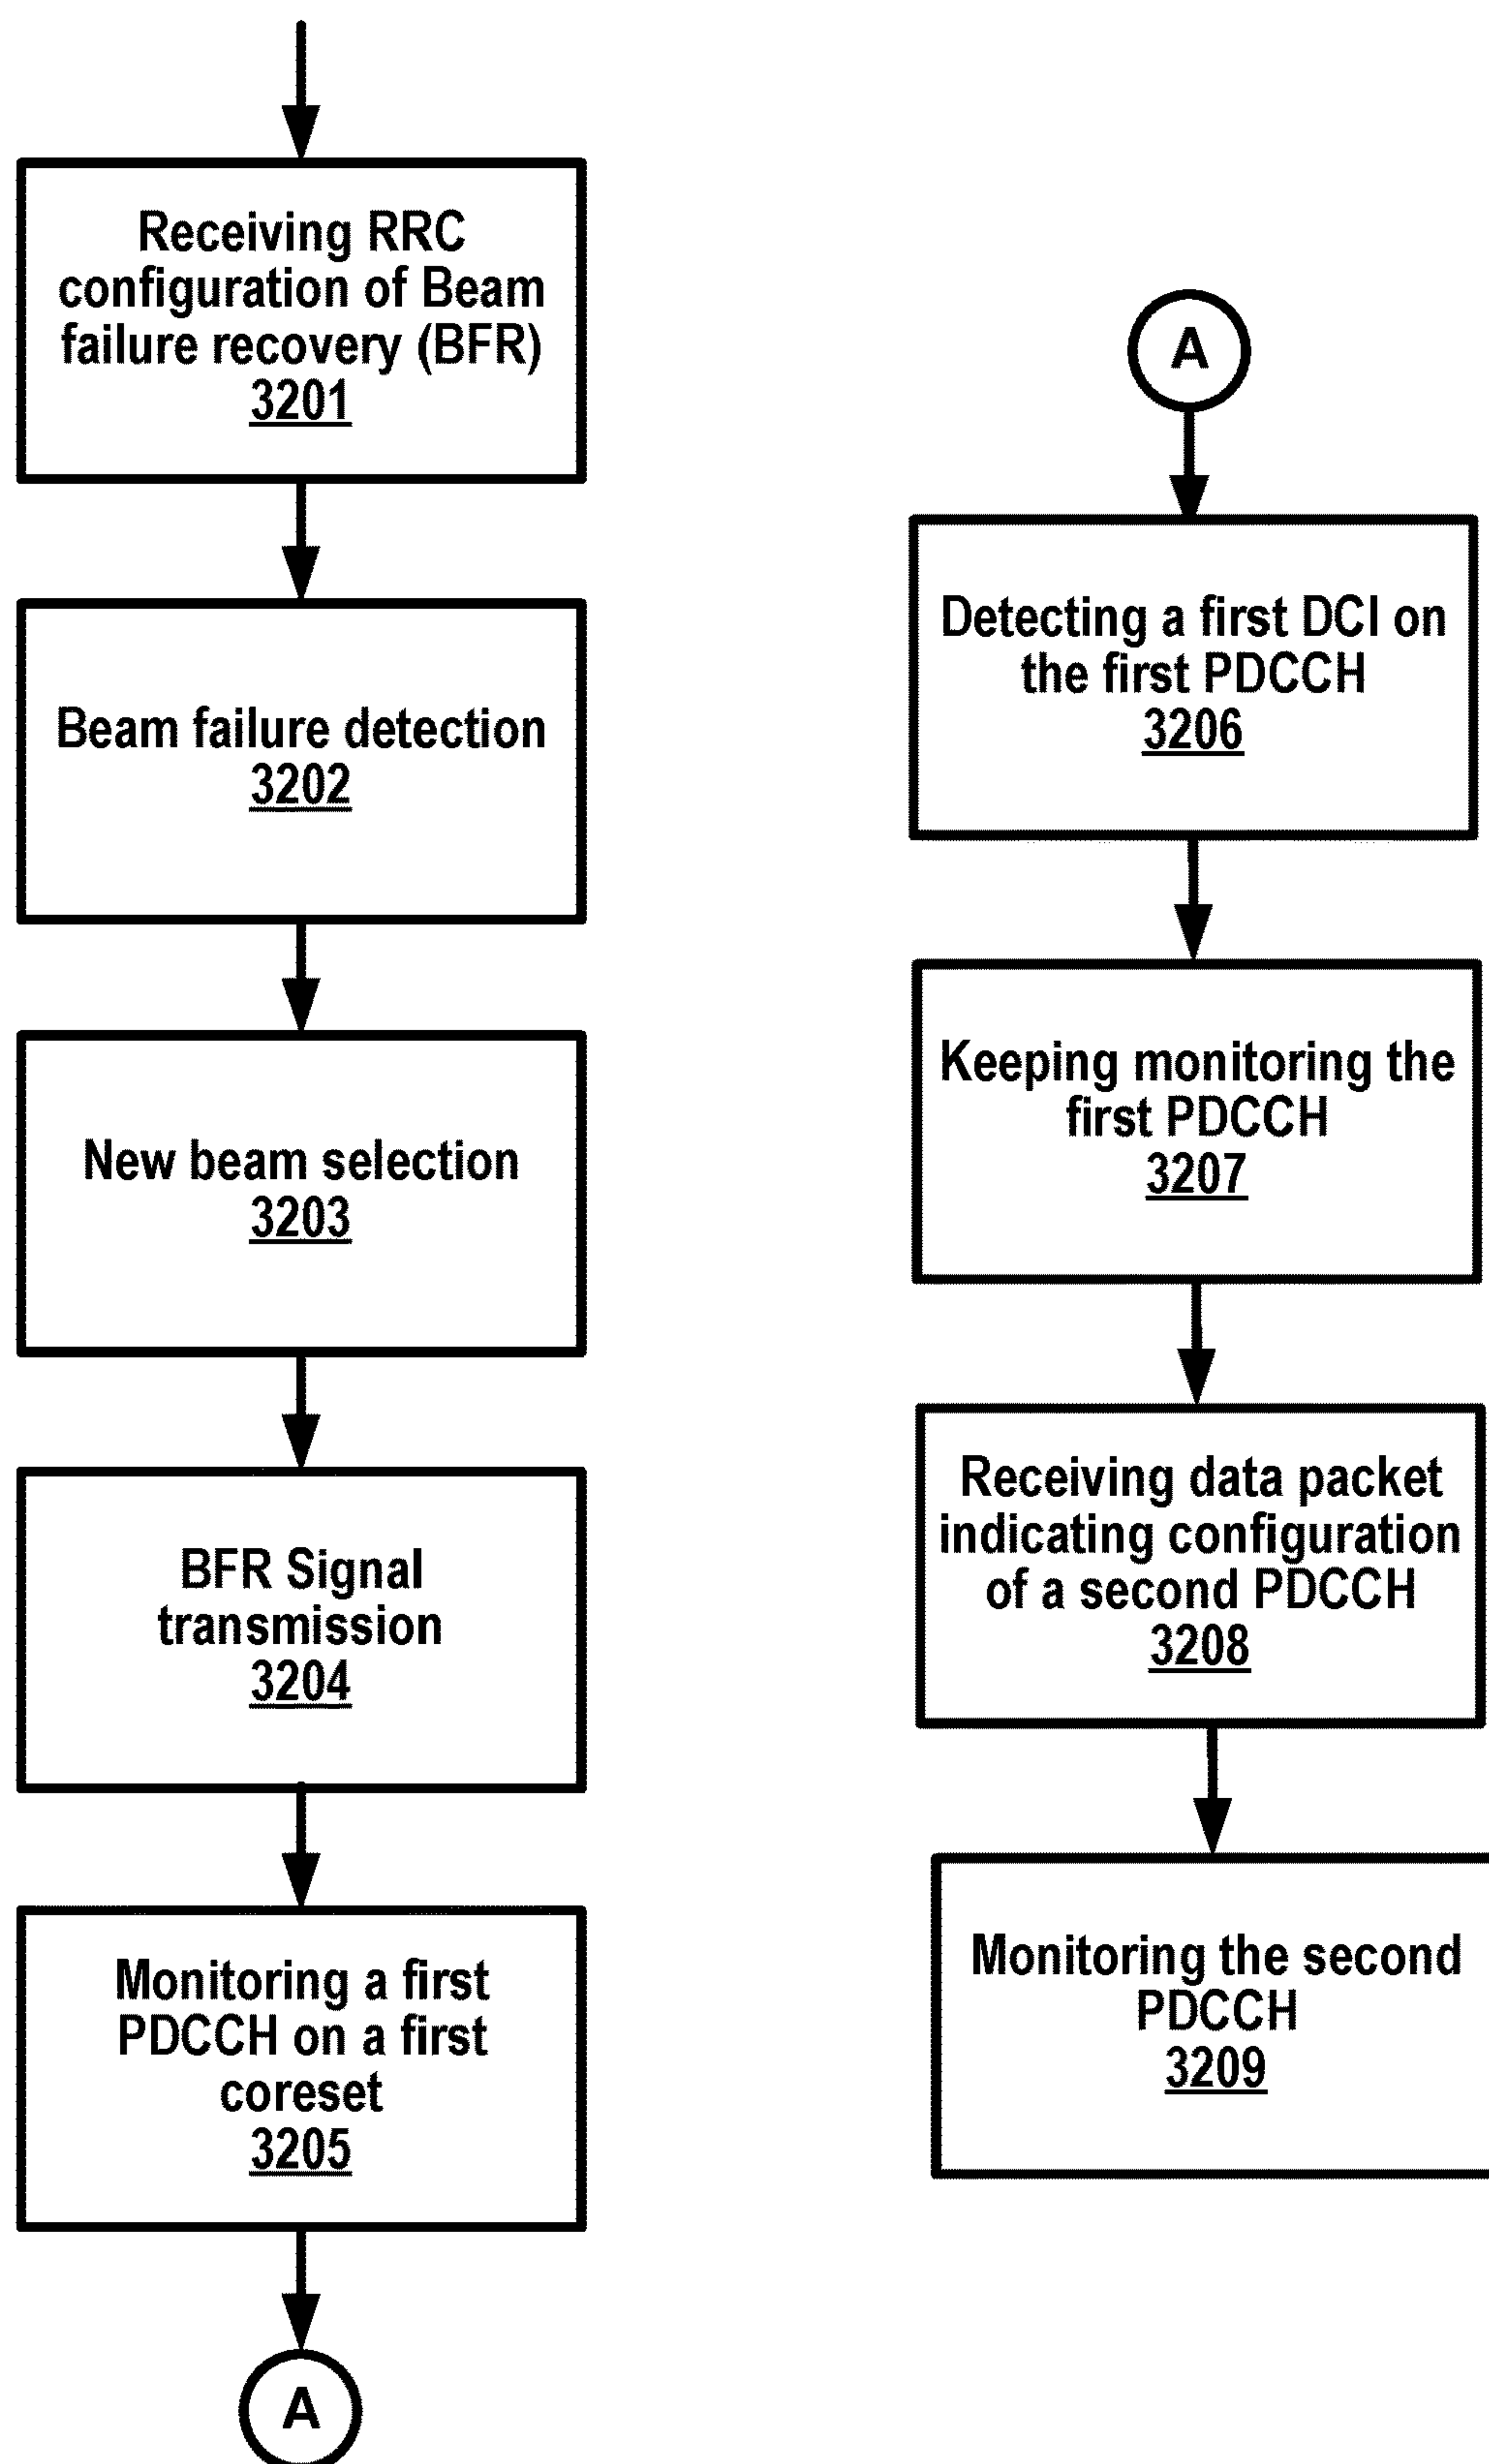 Receiving RRC
configuration of Beam
failure recovery (BFR)
3201
Beam failure detection
3202
New beam selection
3203
BFR Signal
transmission
3204
Monitoring a first
PDCCH on a first
coreset
3205
A
A
Detecting a first DCI on
the first PDCCH
3206
Keeping monitoring the
first PDCCH
3207
Receiving data packet
indicating configuration
of a second PDCCH
3208
Monitoring the second
PDCCH
3209